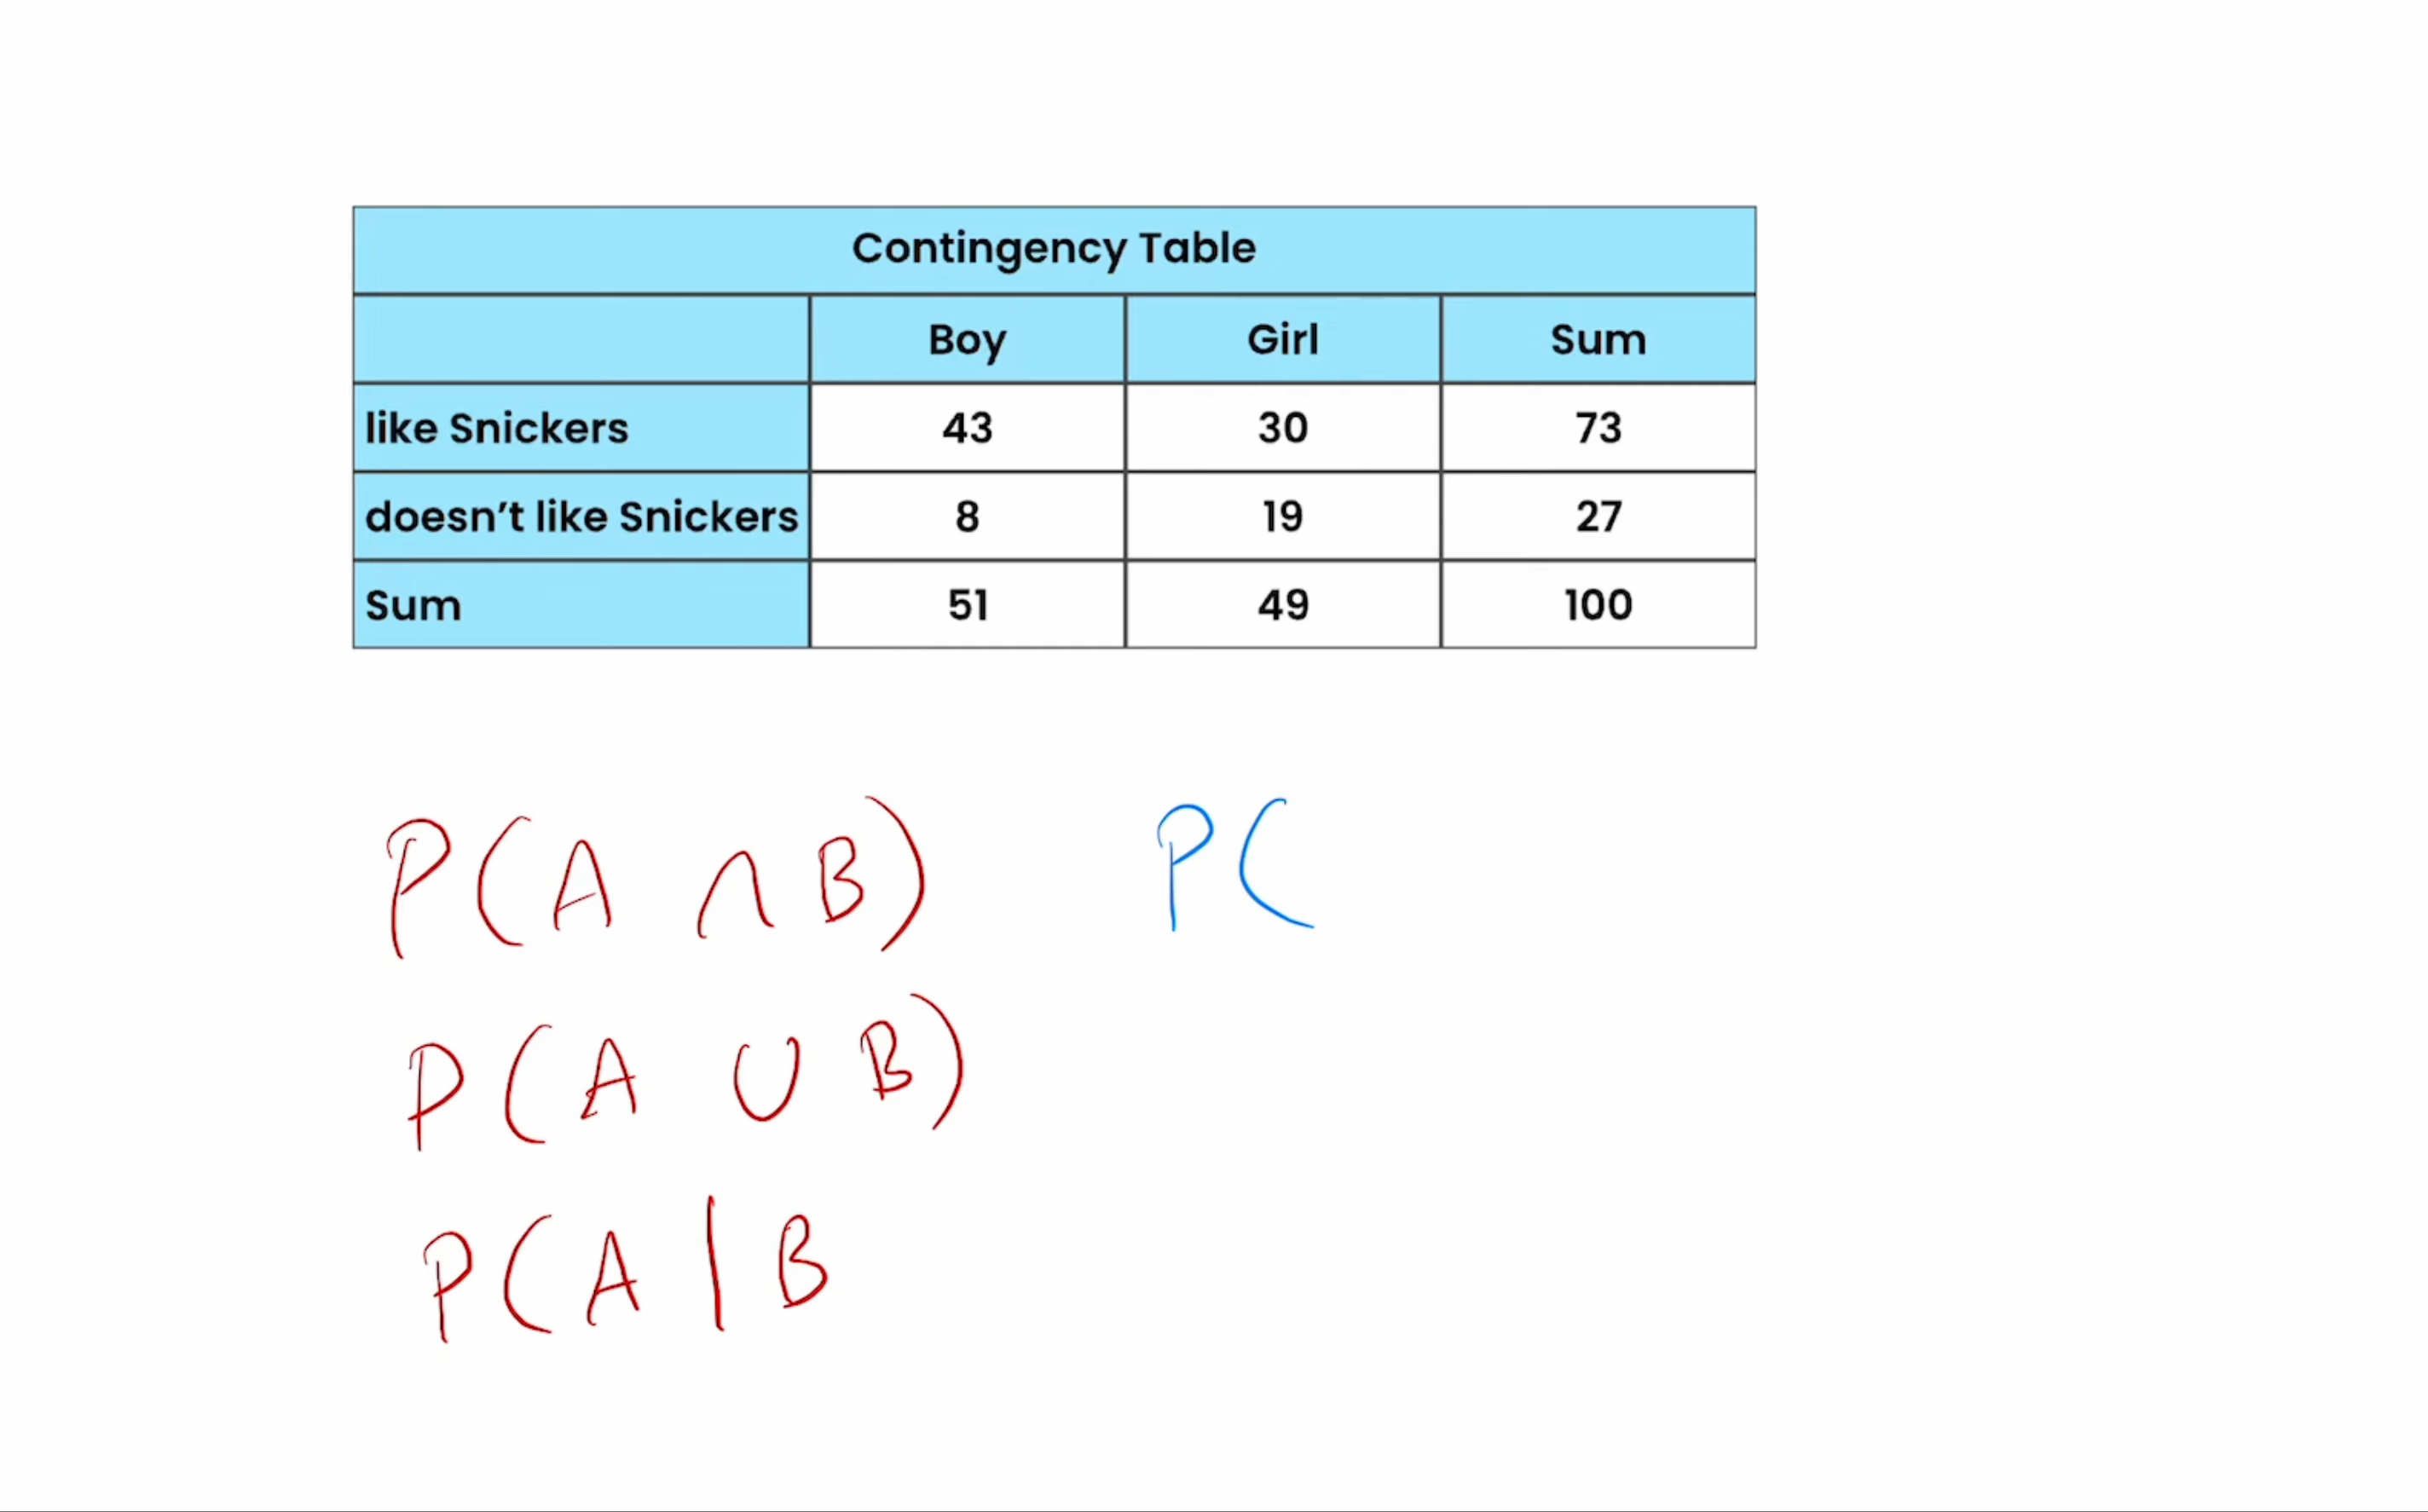 Contingency Table
Boy Girl Sum
like Snickers 43 30 73
doesn't like Snickers 8 19 27
Sum 51 49 100
P(A ∩ B) P(
P(A ∪ B)
P(A | B